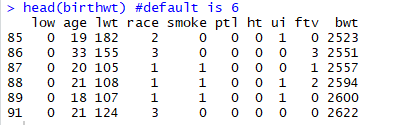 > head(birthwt) #default is 6
low age lwt race smoke ptl ht ui ftv bwt
85 0 19 182 2 0 0 0 1 0 2523
86 0 33 155 3 0 0 0 0 3 2551
87 0 20 105 1 1 0 0 0 1 2557
88 0 21 108 1 1 0 0 1 2 2594
89 0 18 107 1 1 0 0 1 0 2600
91 0 21 124 3 0 0 0 0 0 2622